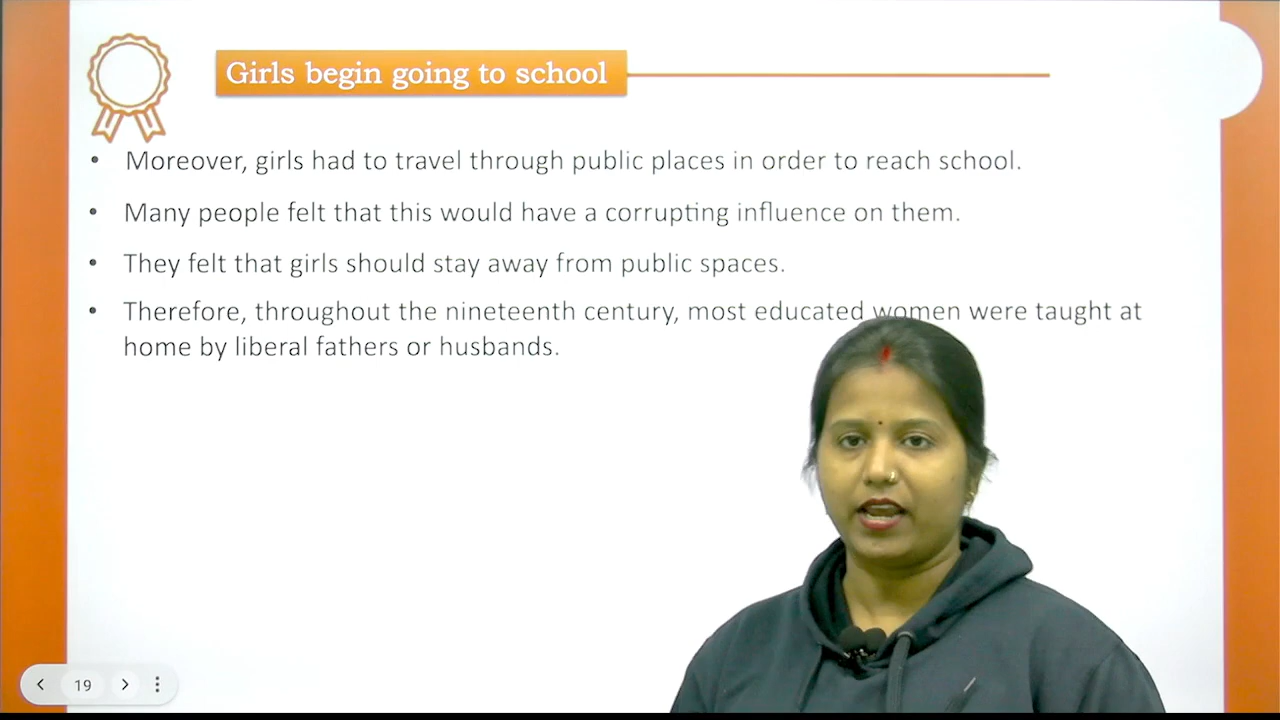 Girls begin going to school
• Moreover, girls had to travel through public places in order to reach school.
• Many people felt that this would have a corrupting influence on them.
• They felt that girls should stay away from public spaces.
• Therefore, throughout the nineteenth century, most educated women were taught at
home by liberal fathers or husbands.
19